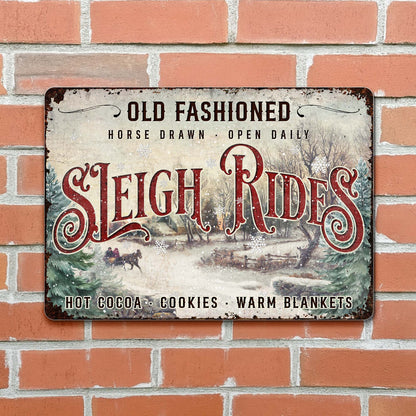 OLD FASHIONED
HORSE DRAWN · OPEN DAILY
SLEIGH RIDES
HOT COCOA · COOKIES · WARM BLANKETS